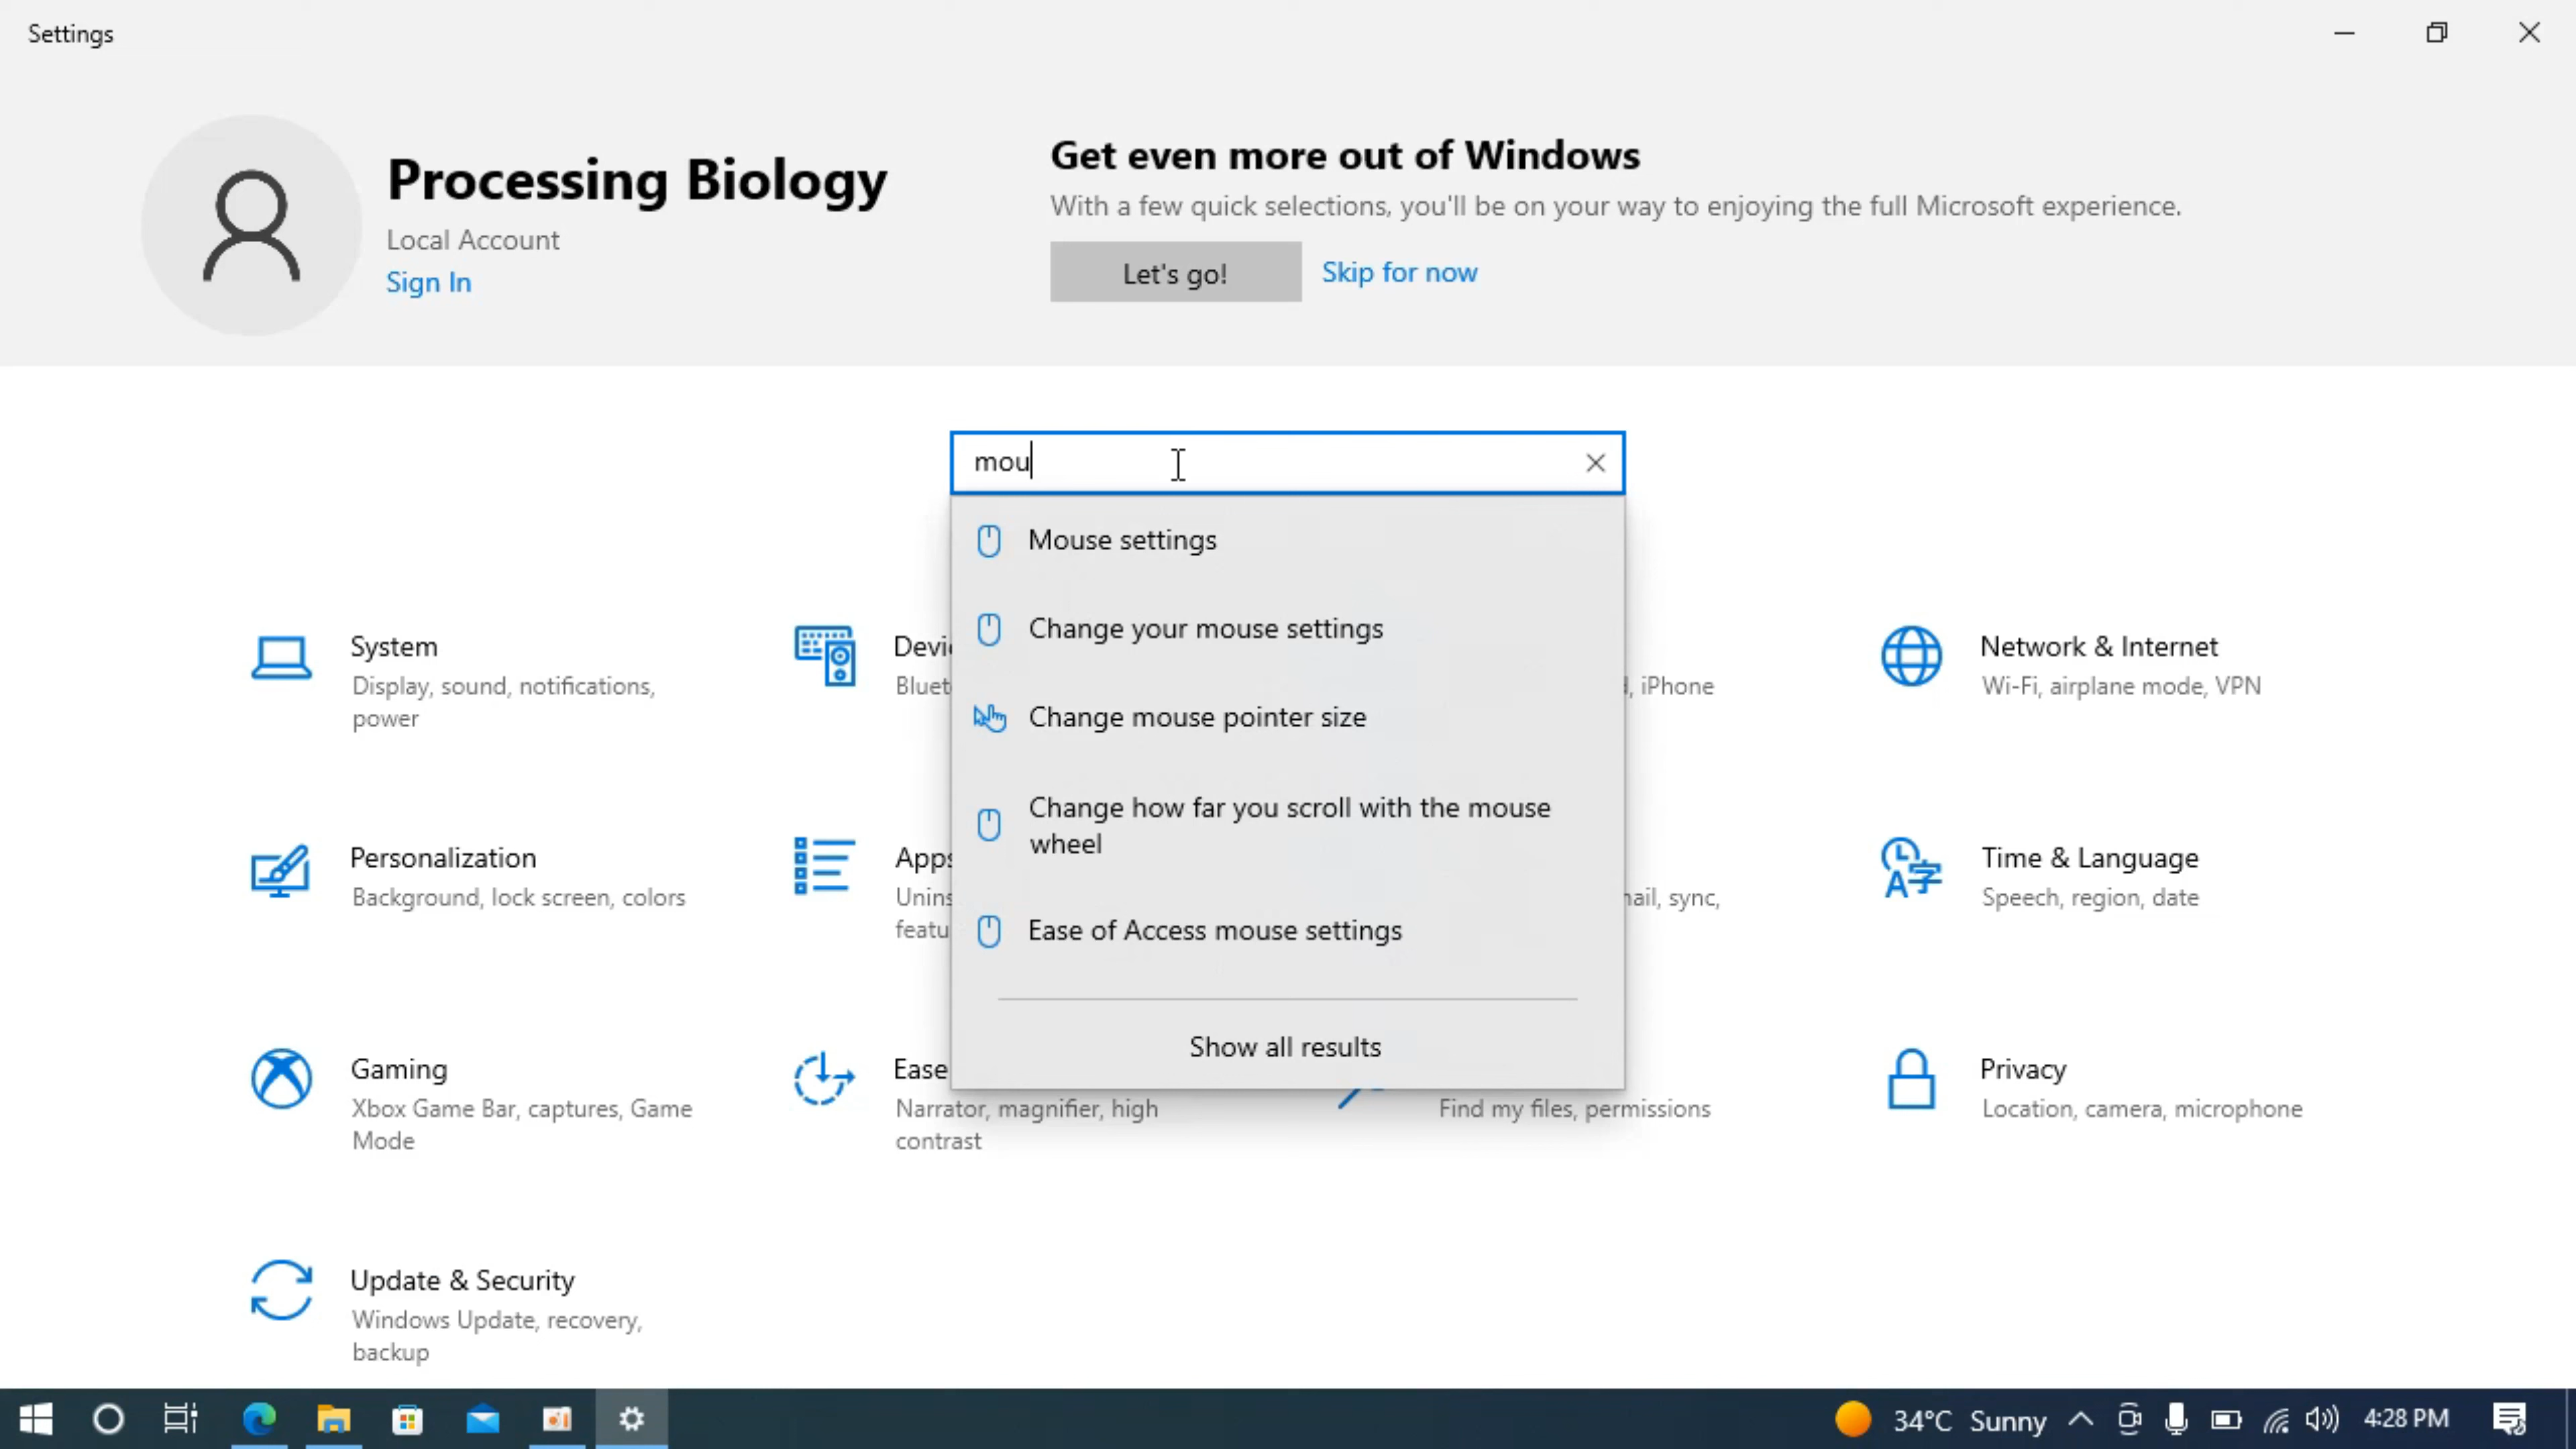 Settings
Processing Biology
Local Account
Sign In
Get even more out of Windows
With a few quick selections, you'll be on your way to enjoying the full Microsoft experience.
Let's go!
Skip for now
mou
Mouse settings
Change your mouse settings
Change mouse pointer size
Change how far you scroll with the mouse
wheel
Ease of Access mouse settings
Show all results
System
Display, sound, notifications,
power
Network & Internet
Wi-Fi, airplane mode, VPN
iPhone
Personalization
Background, lock screen, colors
Apps
sync,
Time & Language
Speech, region, date
Gaming
Xbox Game Bar, captures, Game
Mode
Ease
Narrator, magnifier, high
contrast
Find my files, permissions
Privacy
Location, camera, microphone
Update & Security
Windows Update, recovery,
backup
34°C Sunny
4:28 PM